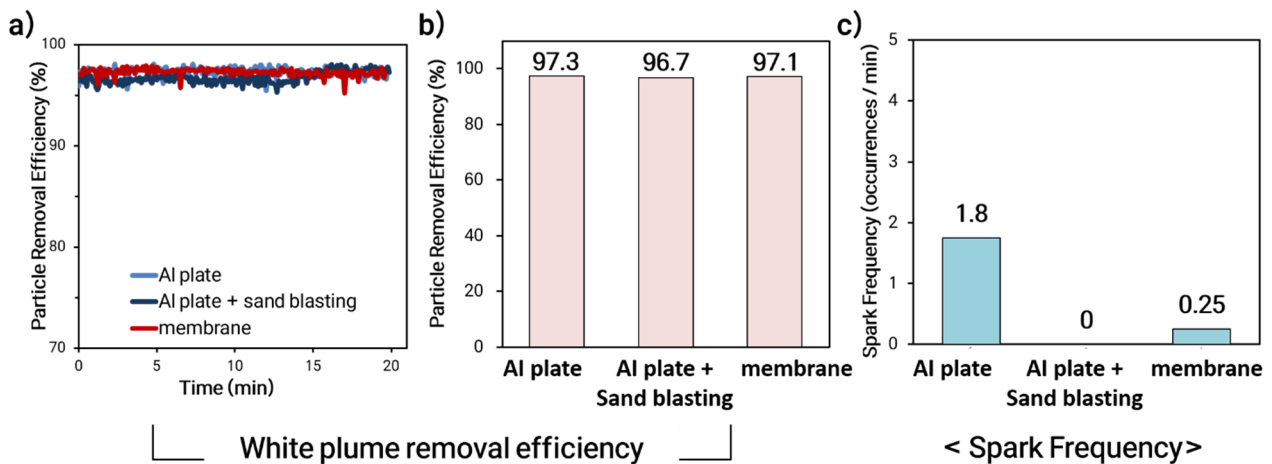 a)
Particle Removal Efficiency (%)
100
90
80
70
0
5
10
15
20
Time (min)
Al plate
Al plate + sand blasting
membrane
b)
Particle Removal Efficiency (%)
100
80
60
40
20
0
97.3
96.7
97.1
Al plate
Al plate +
Sand blasting
membrane
White plume removal efficiency
c)
Spark Frequency (occurrences / min)
5
4
3
2
1
0
1.8
0
0.25
Al plate
Al plate +
Sand blasting
membrane
< Spark Frequency>